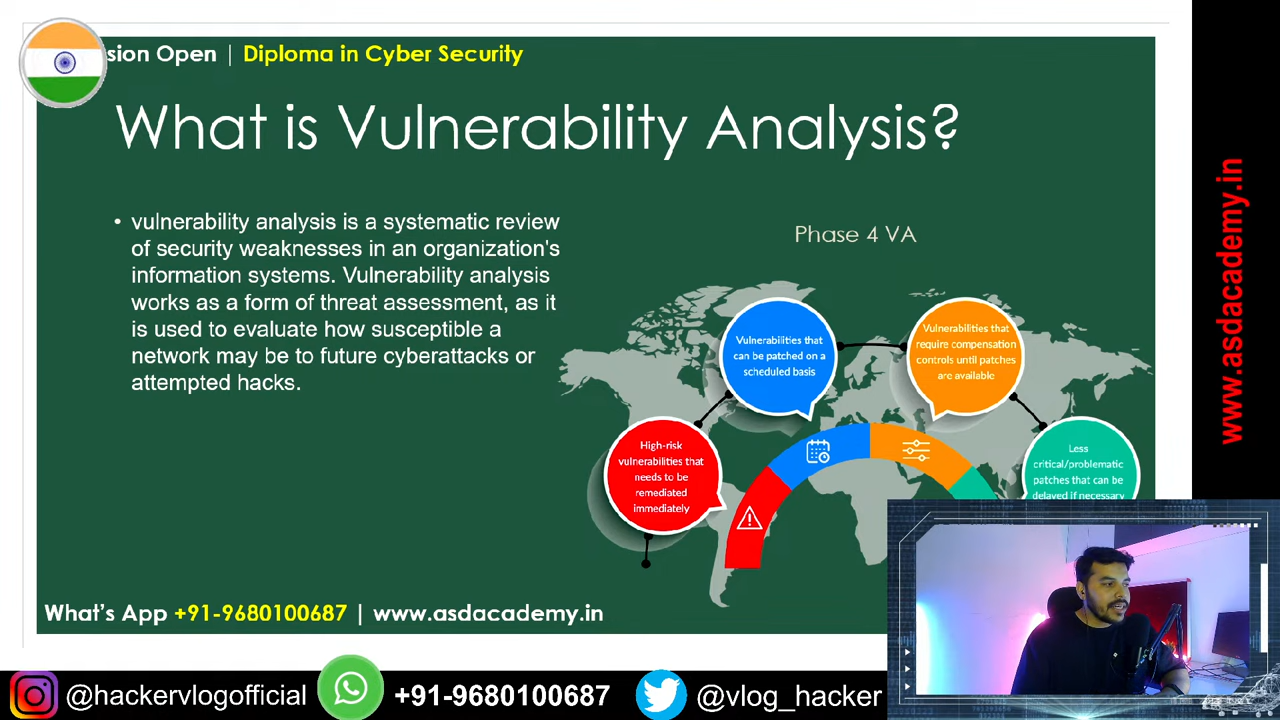 sion Open | Diploma in Cyber Security
What is Vulnerability Analysis?
• vulnerability analysis is a systematic review
of security weaknesses in an organization's
information systems. Vulnerability analysis
works as a form of threat assessment, as it
is used to evaluate how susceptible a
network may be to future cyberattacks or
attempted hacks.
Phase 4 VA
High-risk
vulnerabilities that
needs to be
remediated
immediately
Vulnerabilities that
can be patched on a
scheduled basis
Vulnerabilities that
require compensation
controls until patches
are available
Less
critical/problematic
patches that can be
delayed if necessary
What's App +91-9680100687 | www.asdacademy.in
www.asdacademy.in
@hackervlogofficial
+91-9680100687
@vlog_hacker